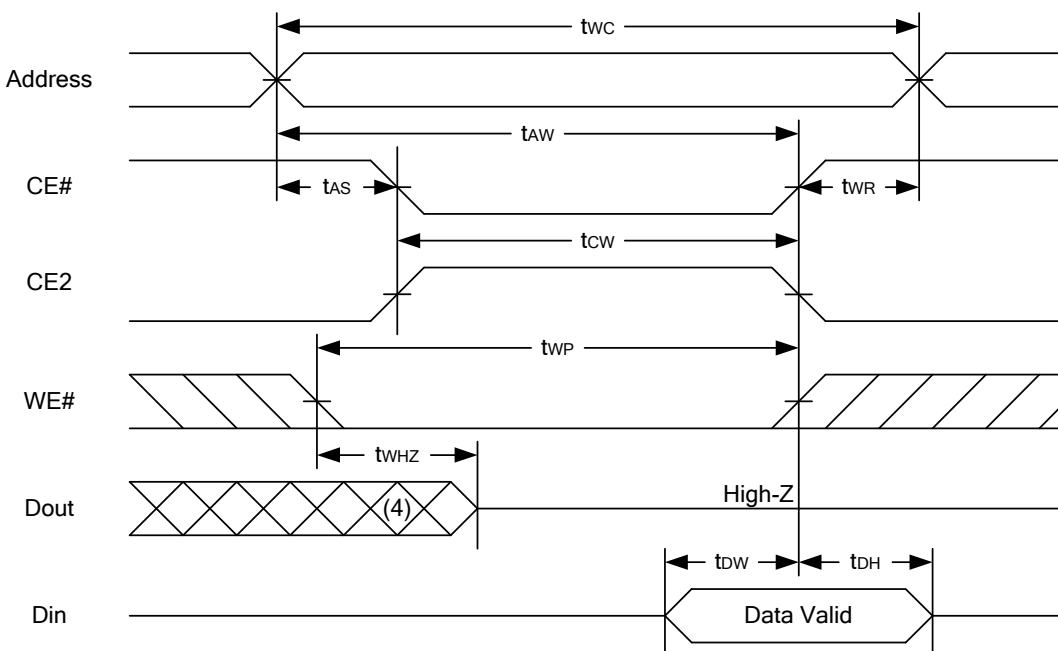 tWC
Address
tAW
CE#
tAS
tWR
tCW
CE2
tWP
WE#
tWHZ
Dout
(4)
High-Z
tDW
tDH
Din
Data Valid